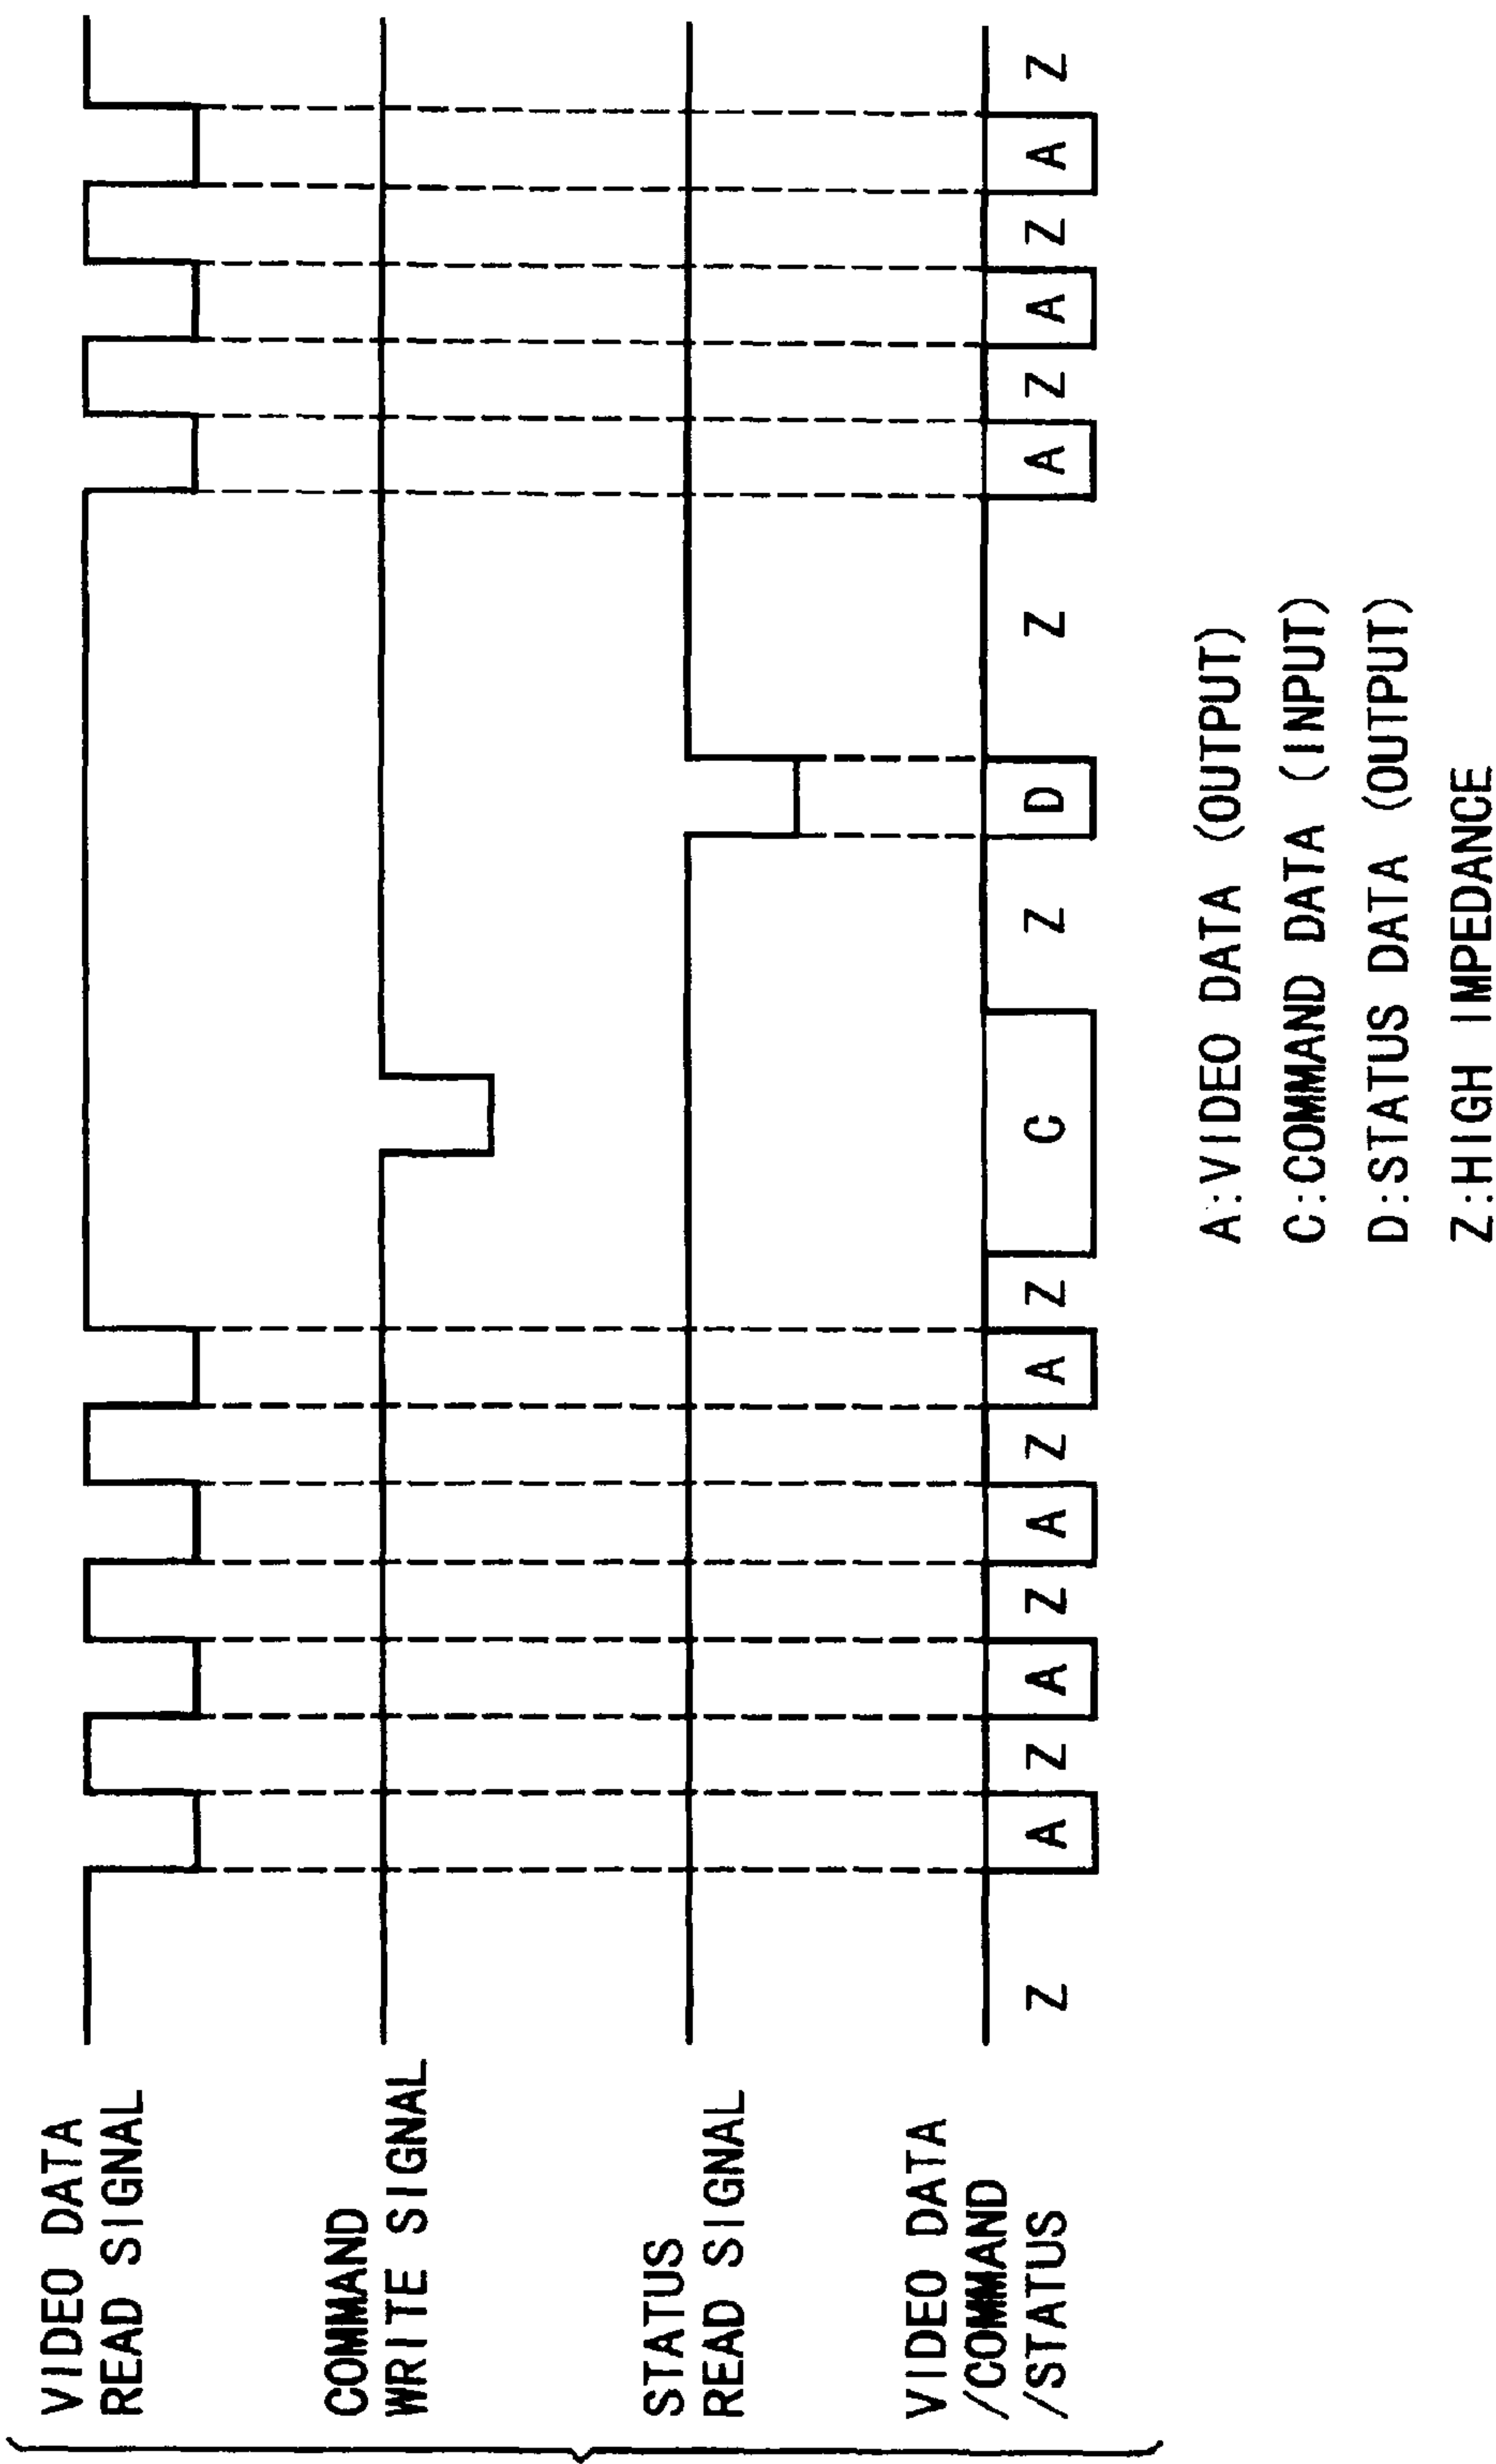 VIDEO DATA
READ SIGNAL
COMMAND
WRITE SIGNAL
STATUS
READ SIGNAL
VIDEO DATA
/COMMAND
/STATUS
Z A Z A Z A Z A Z C Z D Z A Z A Z A Z
A:VIDEO DATA (OUTPUT)
C:COMMAND DATA (INPUT)
D:STATUS DATA (OUTPUT)
Z:HIGH IMPEDANCE